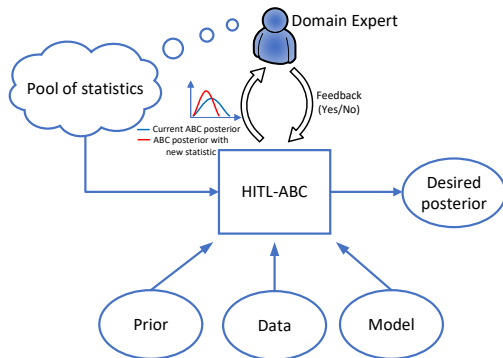 Domain Expert
Pool of statistics
Feedback
(Yes/No)
Current ABC posterior
ABC posterior with
new statistic
HITL-ABC
Desired
posterior
Prior
Data
Model